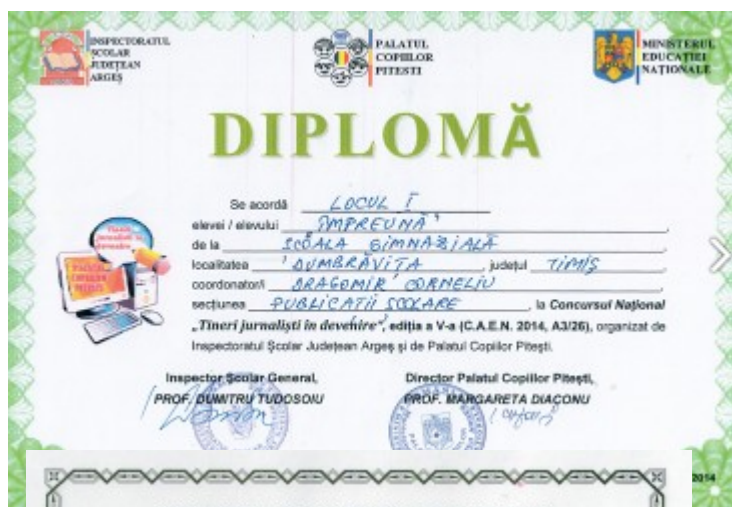 INSPECTORATUL
ȘCOLAR
JUDEȚEAN
ARGEȘ
PALATUL
COPIILOR
PITEȘTI
MINISTERUL
EDUCAȚIEI
NAȚIONALE
DIPLOMĂ
Se acordă LOCUL I
elevei / elevului "ÎMPREUNĂ"
de la ȘCOALA GIMNAZIALĂ
localitatea DUMBRĂVIȚA, județul TIMIȘ,
coordonator/i DRAGOMIR CORNELIU
secțiunea PUBLICAȚII ȘCOLARE, la Concursul Național
„Tineri jurnaliști în devenire", ediția a V-a (C.A.E.N. 2014, A3/26), organizat de
Inspectoratul Școlar Județean Argeș și de Palatul Copiilor Pitești.
Inspector Școlar General,
PROF. DUMITRU TUDOSOIU
Director Palatul Copiilor Pitești,
PROF. MARGARETA DIACONU
2014